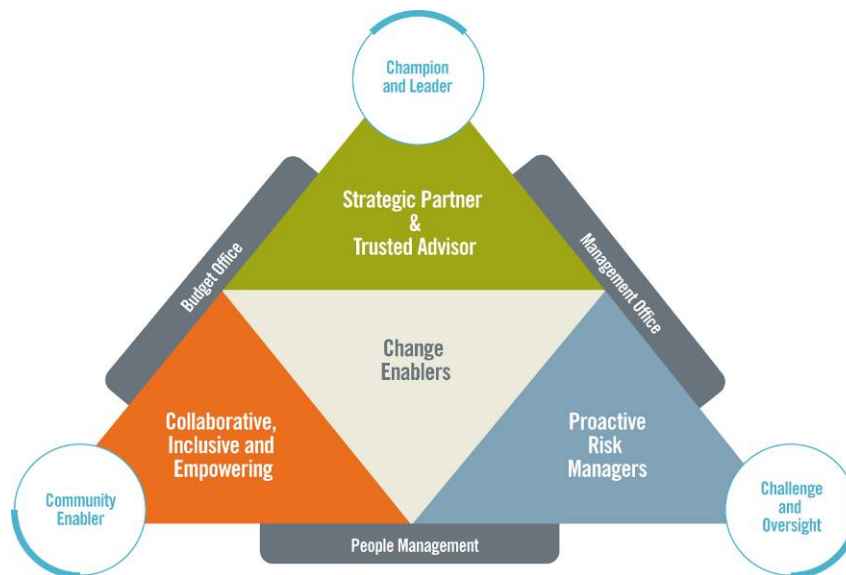 Champion
and Leader
Strategic Partner
&
Trusted Advisor
Budget Office
Management Office
Change
Enablers
Collaborative,
Inclusive and
Empowering
Proactive
Risk
Managers
Community
Enabler
Challenge
and
Oversight
People Management